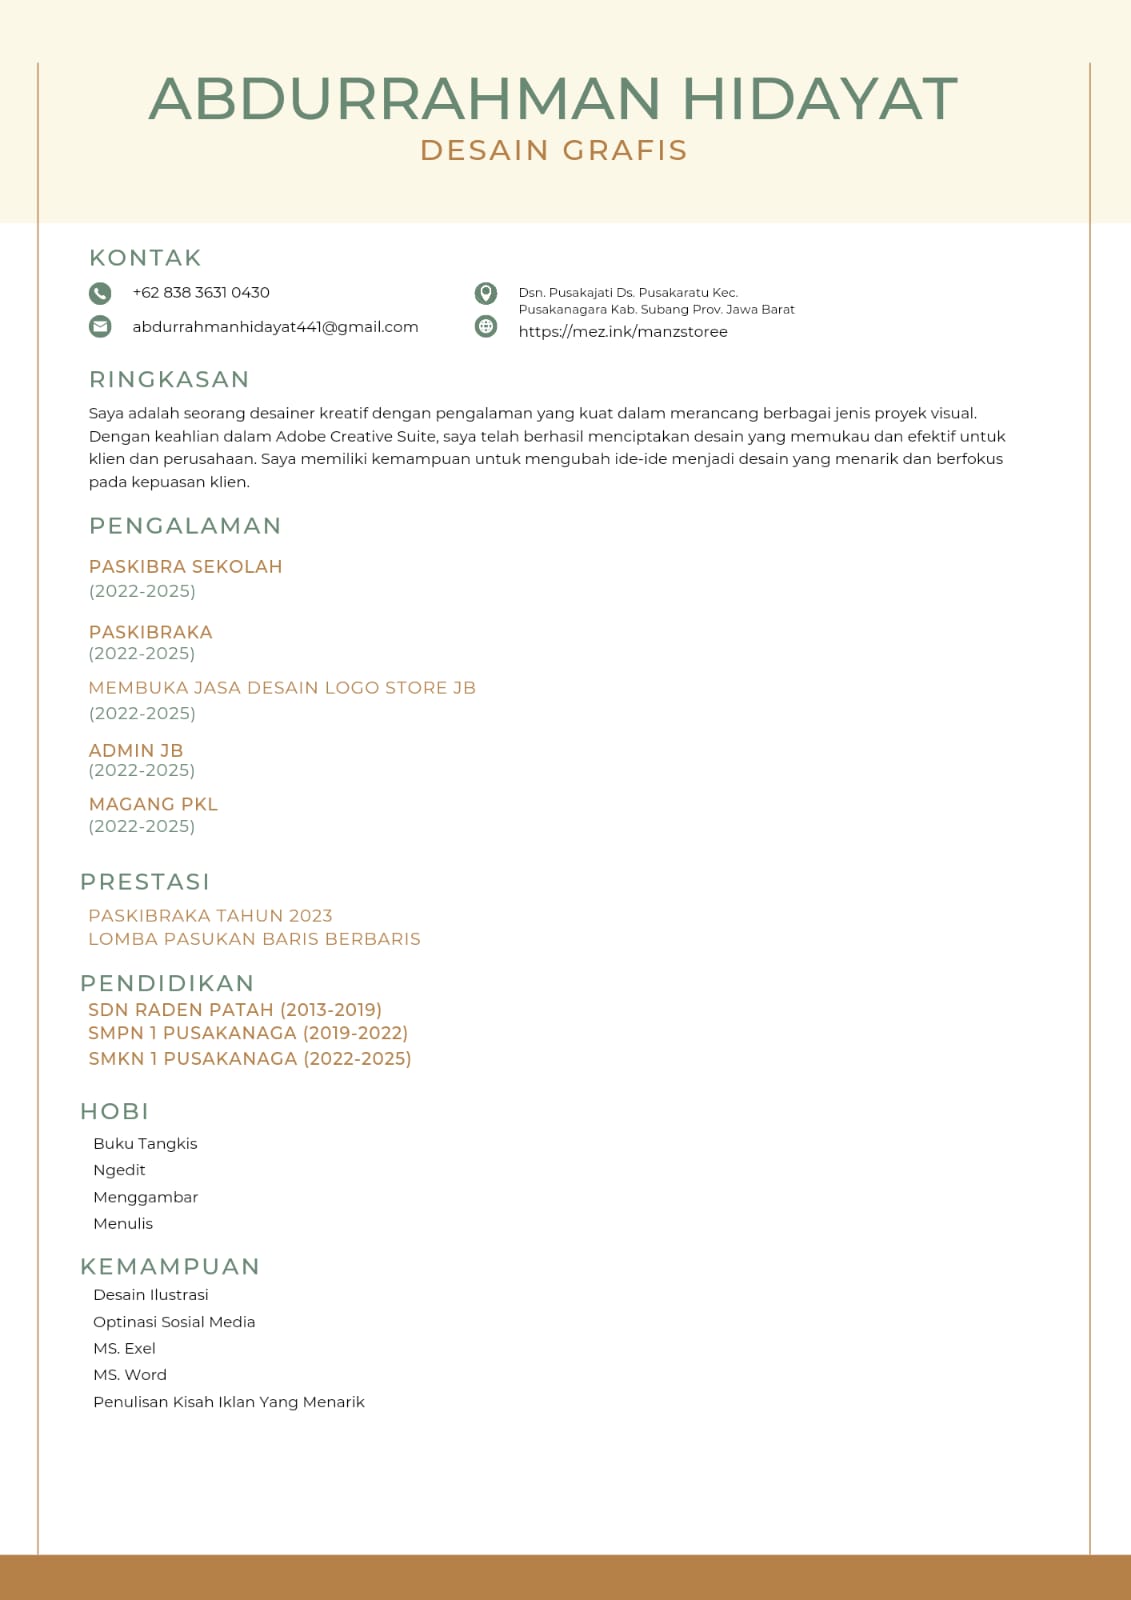 ABDURRAHMAN HIDAYAT
DESAIN GRAFIS
KONTAK
+62 838 3631 0430
abdurrahmanhidayat441@gmail.com
Dsn. Pusakajati Ds. Pusakaratu Kec.
Pusakanagara Kab. Subang Prov. Jawa Barat
https://mez.ink/manzstoree
RINGKASAN
Saya adalah seorang desainer kreatif dengan pengalaman yang kuat dalam merancang berbagai jenis proyek visual.
Dengan keahlian dalam Adobe Creative Suite, saya telah berhasil menciptakan desain yang memukau dan efektif untuk
klien dan perusahaan. Saya memiliki kemampuan untuk mengubah ide-ide menjadi desain yang menarik dan berfokus
pada kepuasan klien.
PENGALAMAN
PASKIBRA SEKOLAH
(2022-2025)
PASKIBRAKA
(2022-2025)
MEMBUKA JASA DESAIN LOGO STORE JB
(2022-2025)
ADMIN JB
(2022-2025)
MAGANG PKL
(2022-2025)
PRESTASI
PASKIBRAKA TAHUN 2023
LOMBA PASUKAN BARIS BERBARIS
PENDIDIKAN
SDN RADEN PATAH (2013-2019)
SMPN 1 PUSAKANAGA (2019-2022)
SMKN 1 PUSAKANAGA (2022-2025)
HOBI
Buku Tangkis
Ngedit
Menggambar
Menulis
KEMAMPUAN
Desain Ilustrasi
Optinasi Sosial Media
MS. Exel
MS. Word
Penulisan Kisah Iklan Yang Menarik